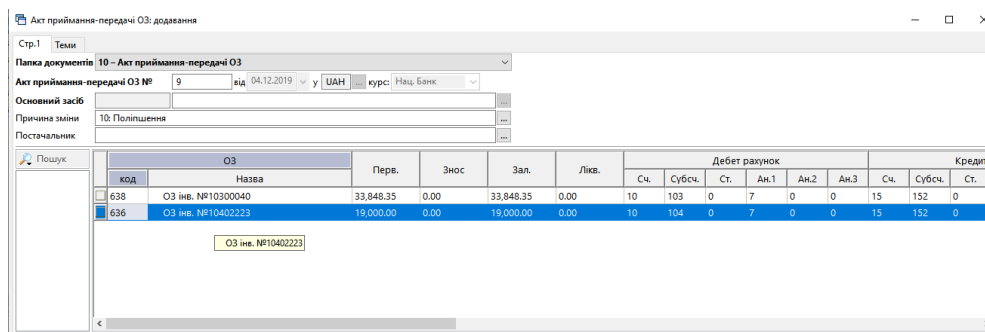 Акт приймання-передачі ОЗ: додавання
Стр.1 Теми
Папка документів 10 – Акт приймання-передачі ОЗ
Акт приймання-передачі ОЗ № 9 від 04.12.2019 у UAH ... курс: Нац. Банк
Основний засіб ...
Причина зміни 10: Поліпшення ...
Постачальник ...
Пошук ОЗ Перв. Знос Зал. Лікв. Дебет рахунок Кредит
код Назва Сч. Субсч. Ст. Ан.1 Ан.2 Ан.3 Сч. Субсч. Ст.
638 ОЗ інв. №10300040 33,848.35 0.00 33,848.35 0.00 10 103 0 7 0 0 15 152 0
636 ОЗ інв. №10402223 19,000.00 0.00 19,000.00 0.00 10 104 0 7 0 0 15 152 0
ОЗ інв. №10402223